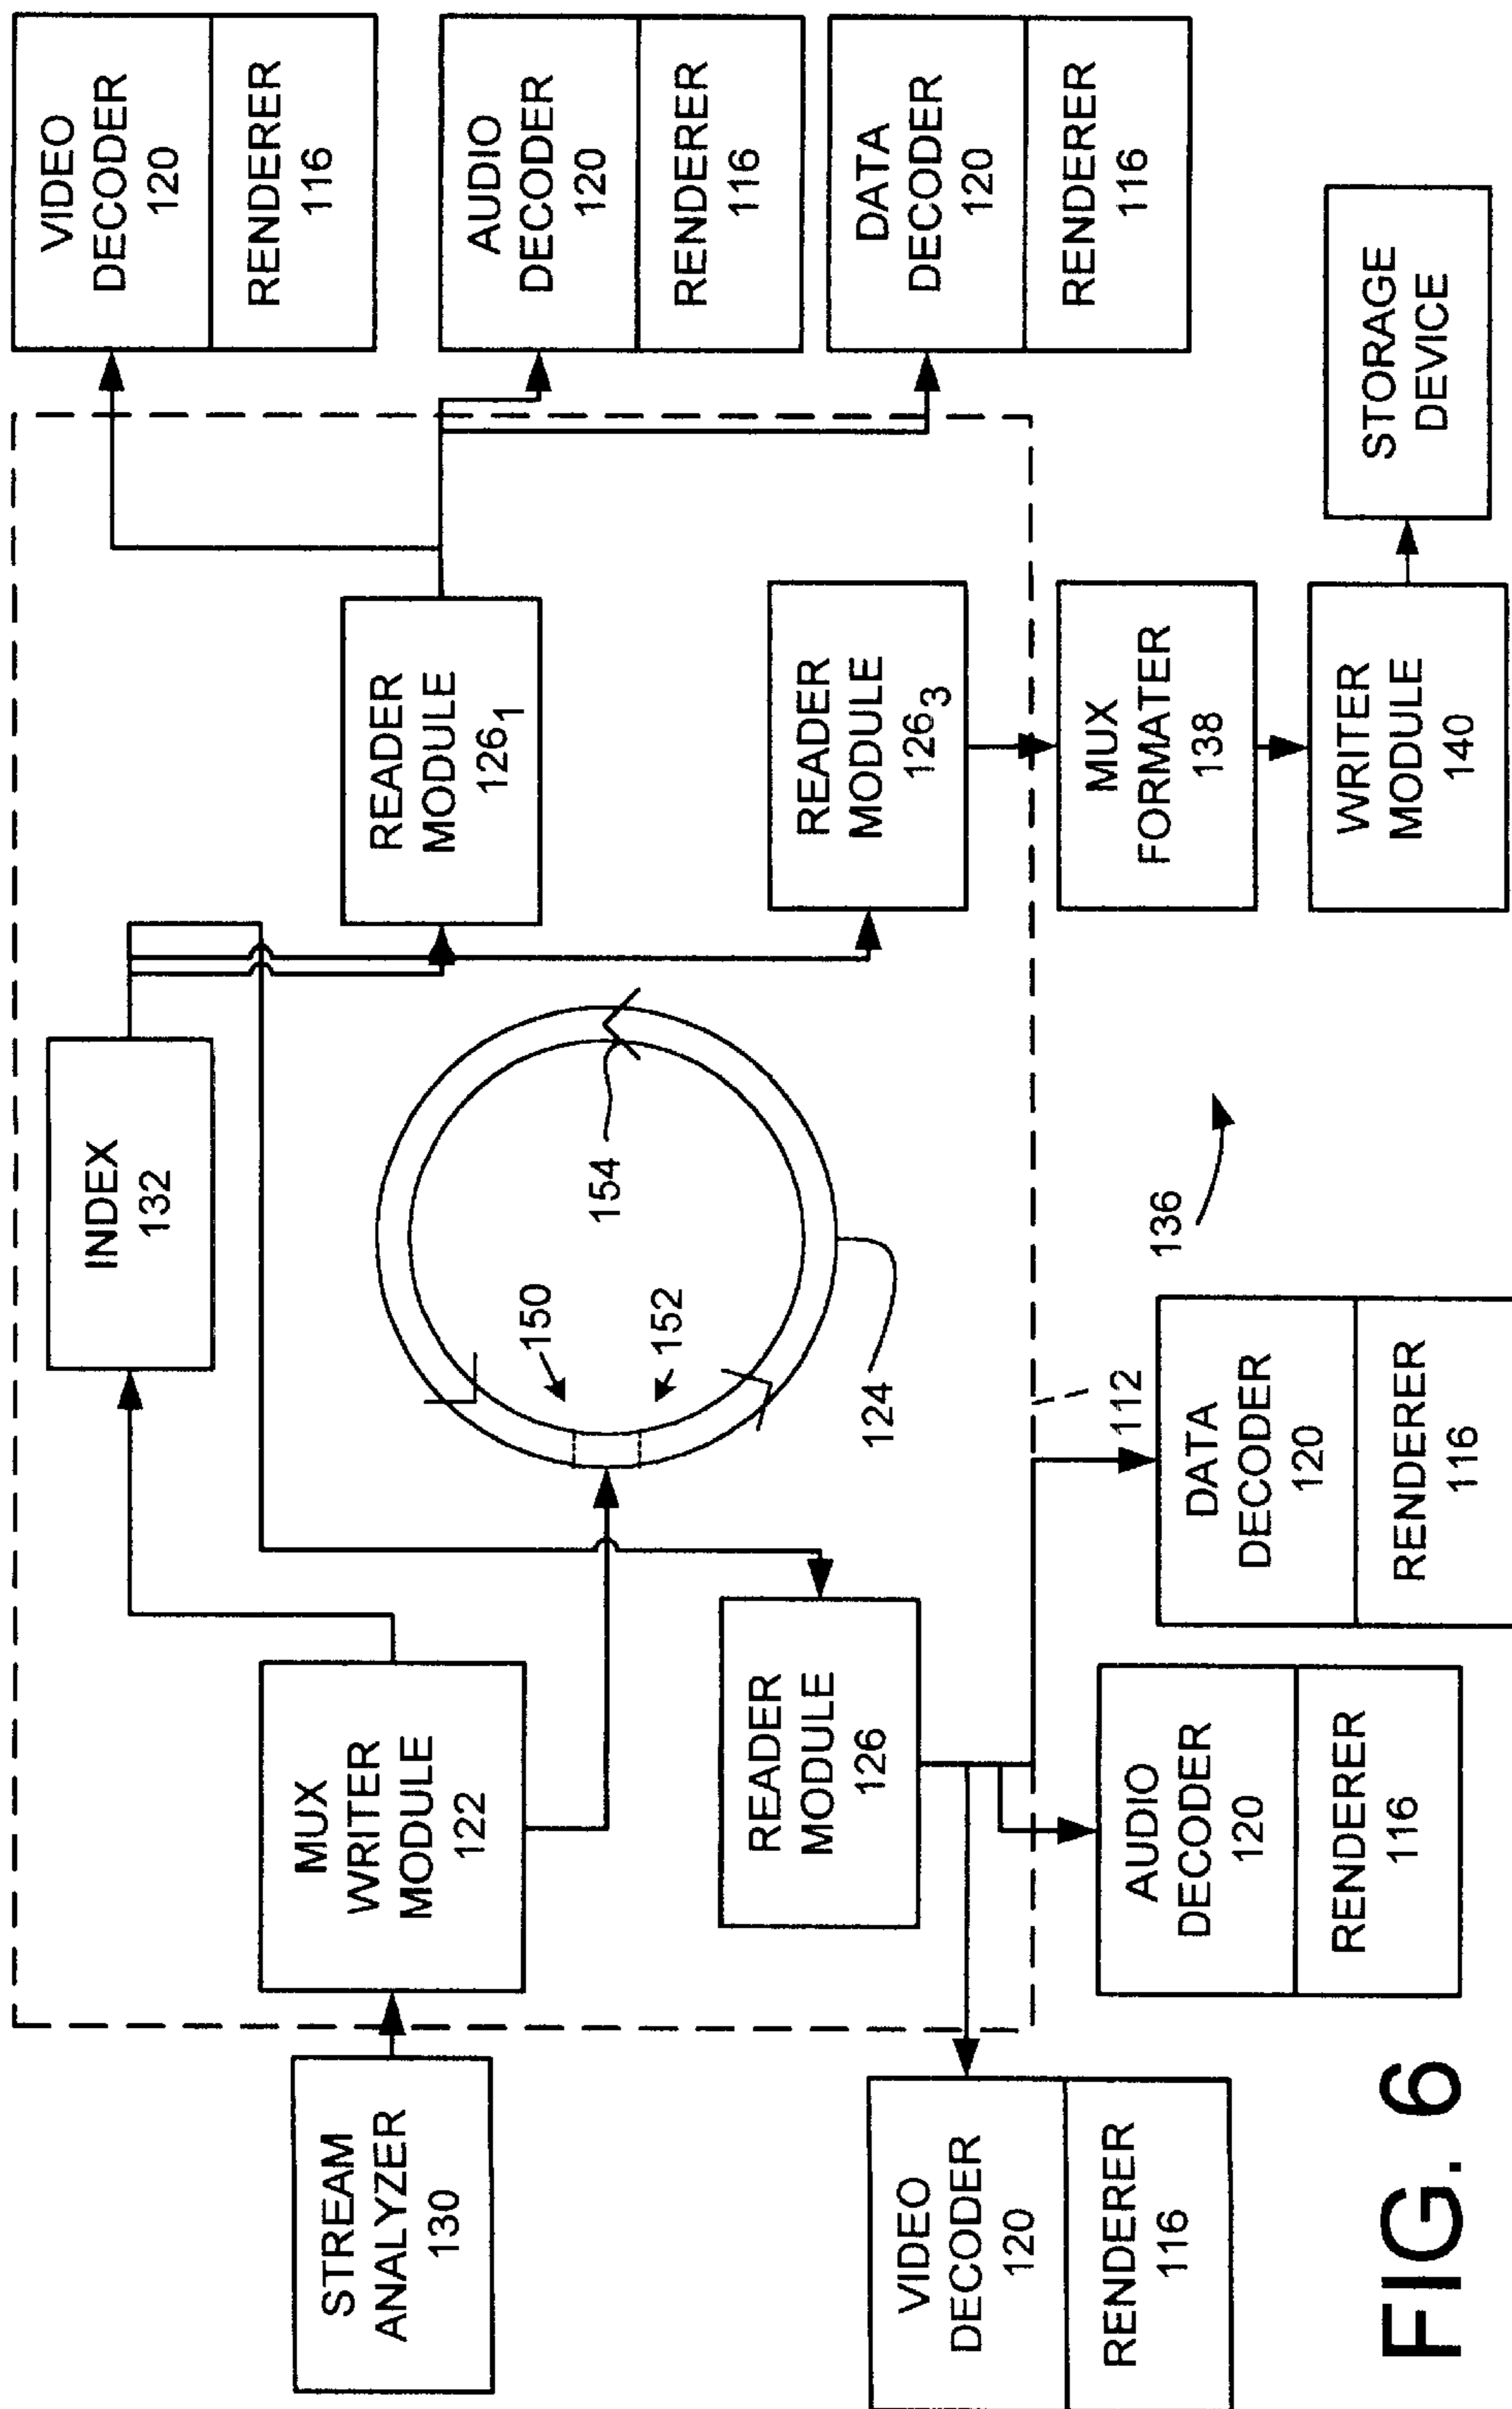 STREAM
ANALYZER
130
MUX
WRITER
MODULE
122
INDEX
132
VIDEO
DECODER
120
RENDERER
116
READER
MODULE
126₁
AUDIO
DECODER
120
RENDERER
116
150
152
154
124
READER
MODULE
126
READER
MODULE
126₃
DATA
DECODER
120
RENDERER
116
VIDEO
DECODER
120
RENDERER
116
AUDIO
DECODER
120
RENDERER
116
112
DATA
DECODER
120
RENDERER
116
136
MUX
FORMATER
138
WRITER
MODULE
140
STORAGE
DEVICE
FIG. 6